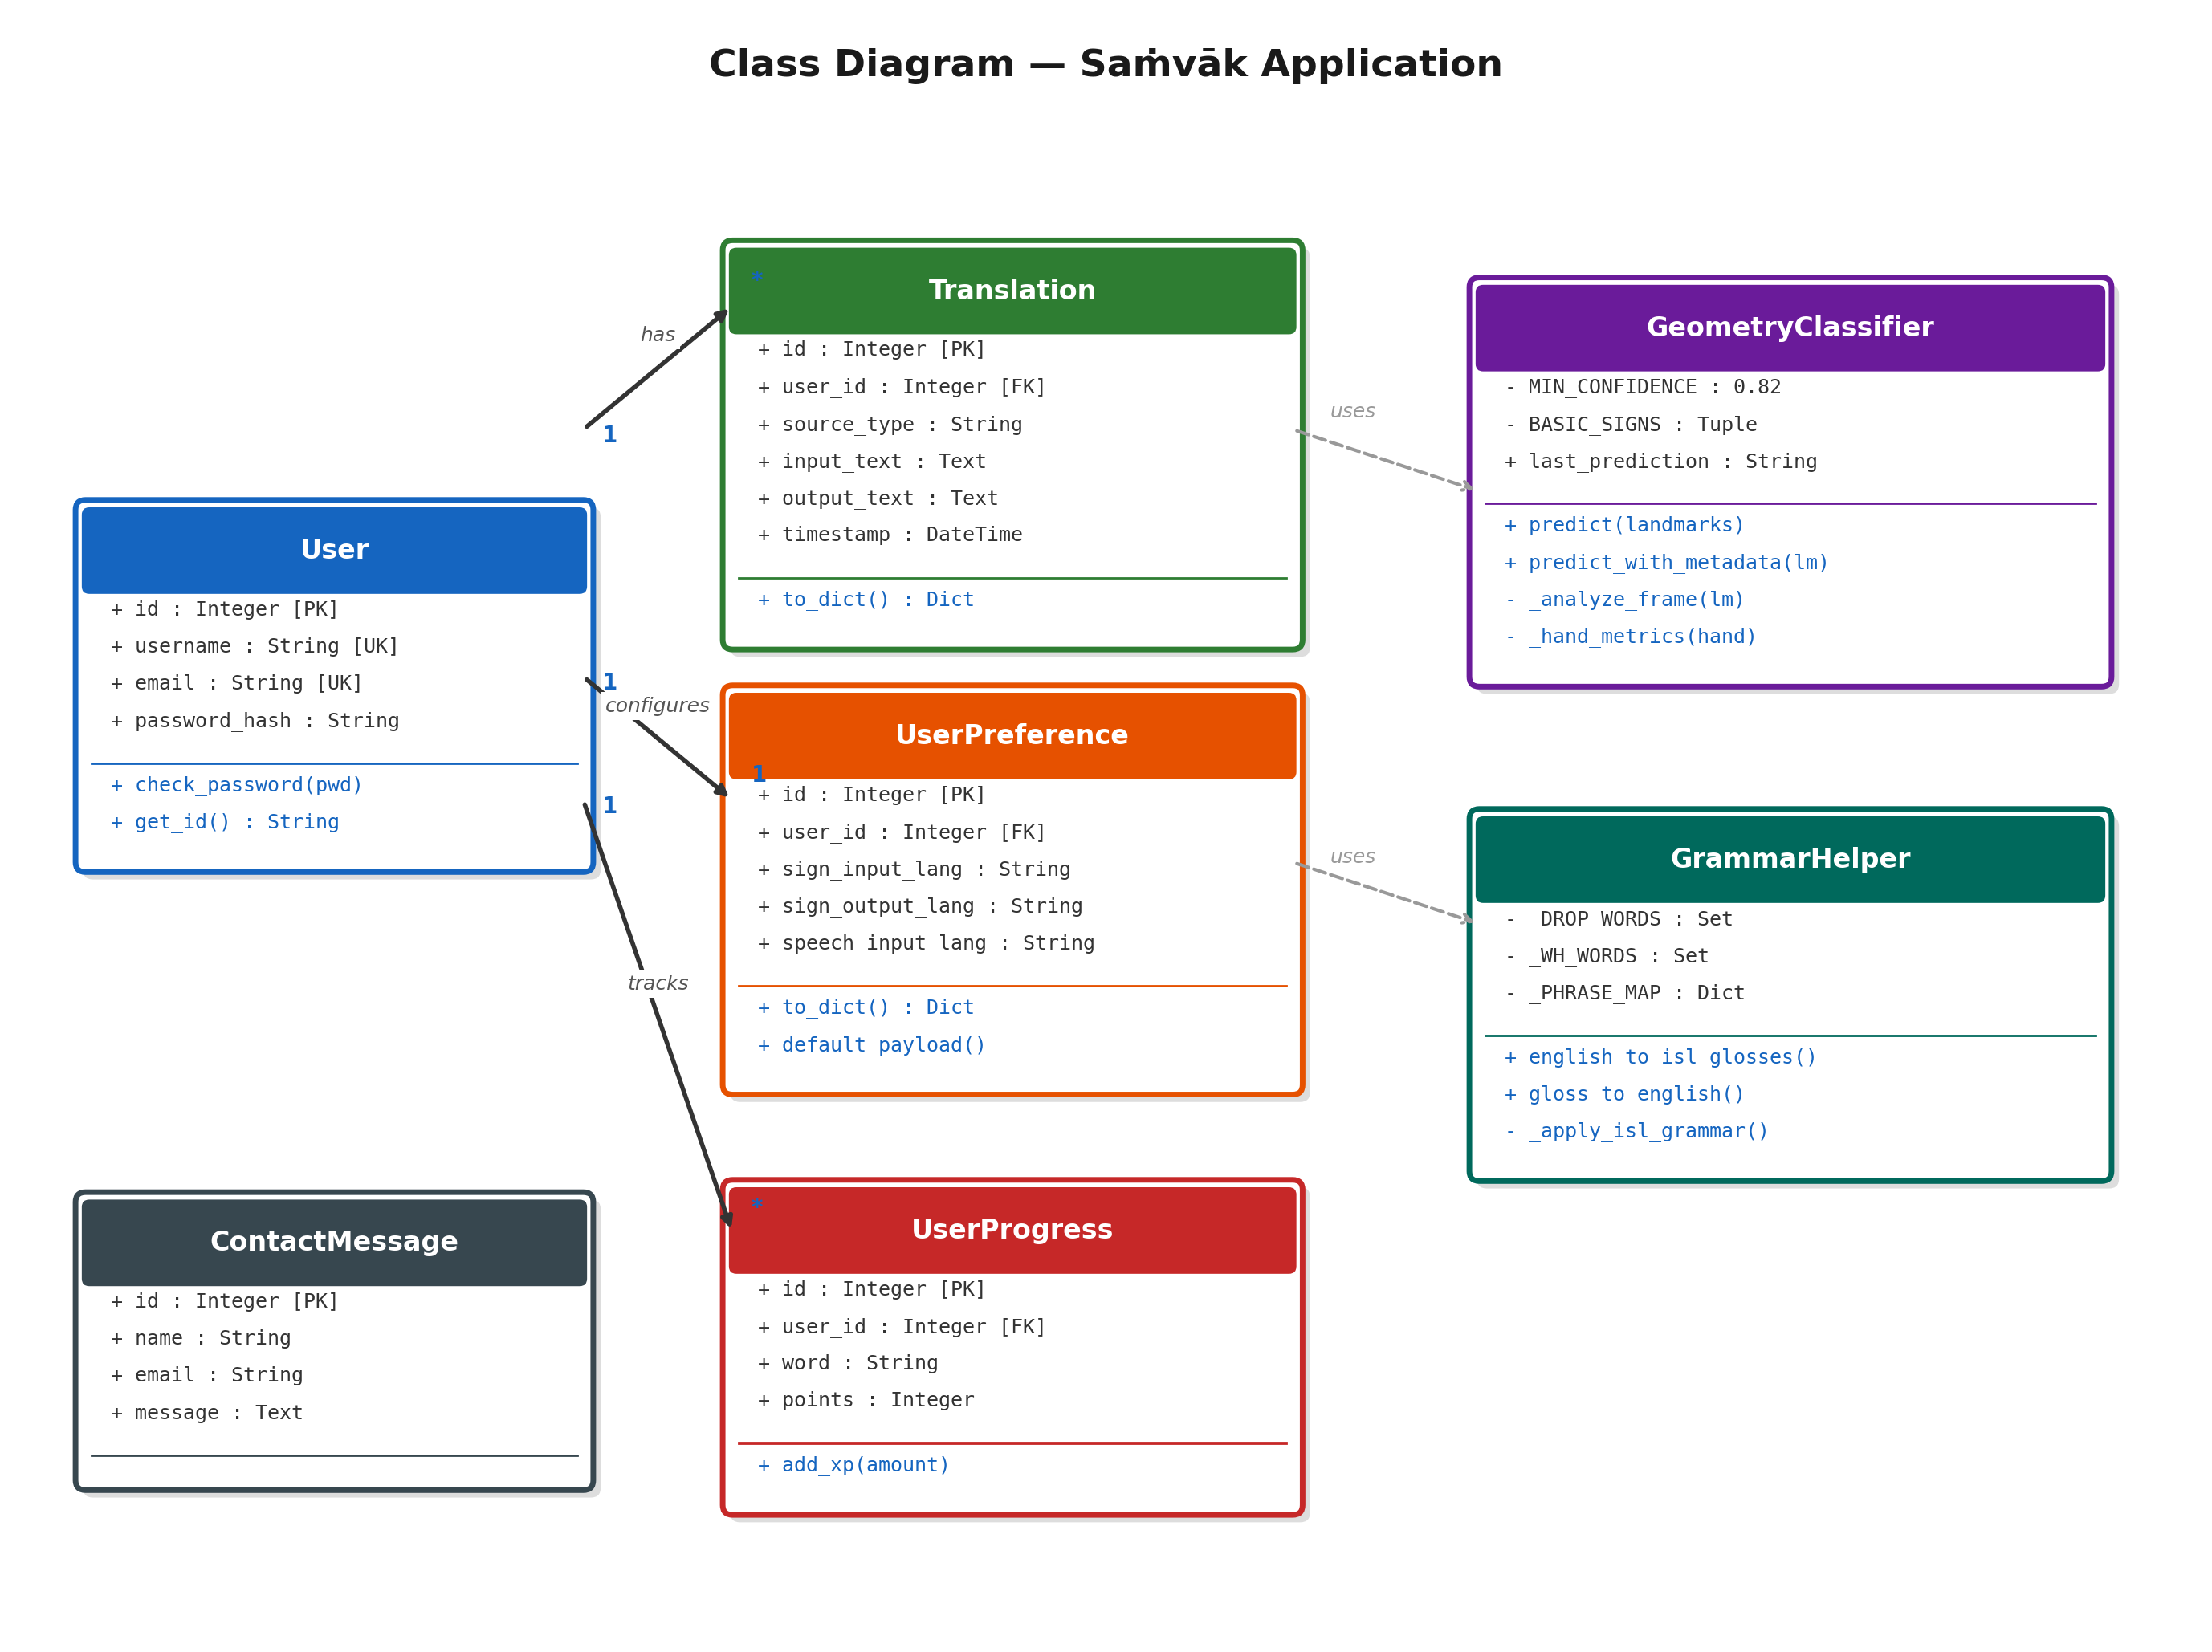 Class Diagram — Saṁvāk Application
User
+ id : Integer [PK]
+ username : String [UK]
+ email : String [UK]
+ password_hash : String
+ check_password(pwd)
+ get_id() : String
ContactMessage
+ id : Integer [PK]
+ name : String
+ email : String
+ message : Text
has
1
*
configures
1
1
tracks
1
*
Translation
+ id : Integer [PK]
+ user_id : Integer [FK]
+ source_type : String
+ input_text : Text
+ output_text : Text
+ timestamp : DateTime
+ to_dict() : Dict
UserPreference
+ id : Integer [PK]
+ user_id : Integer [FK]
+ sign_input_lang : String
+ sign_output_lang : String
+ speech_input_lang : String
+ to_dict() : Dict
+ default_payload()
UserProgress
+ id : Integer [PK]
+ user_id : Integer [FK]
+ word : String
+ points : Integer
+ add_xp(amount)
uses
uses
GeometryClassifier
- MIN_CONFIDENCE : 0.82
- BASIC_SIGNS : Tuple
+ last_prediction : String
+ predict(landmarks)
+ predict_with_metadata(lm)
- _analyze_frame(lm)
- _hand_metrics(hand)
GrammarHelper
- _DROP_WORDS : Set
- _WH_WORDS : Set
- _PHRASE_MAP : Dict
+ english_to_isl_glosses()
+ gloss_to_english()
- _apply_isl_grammar()